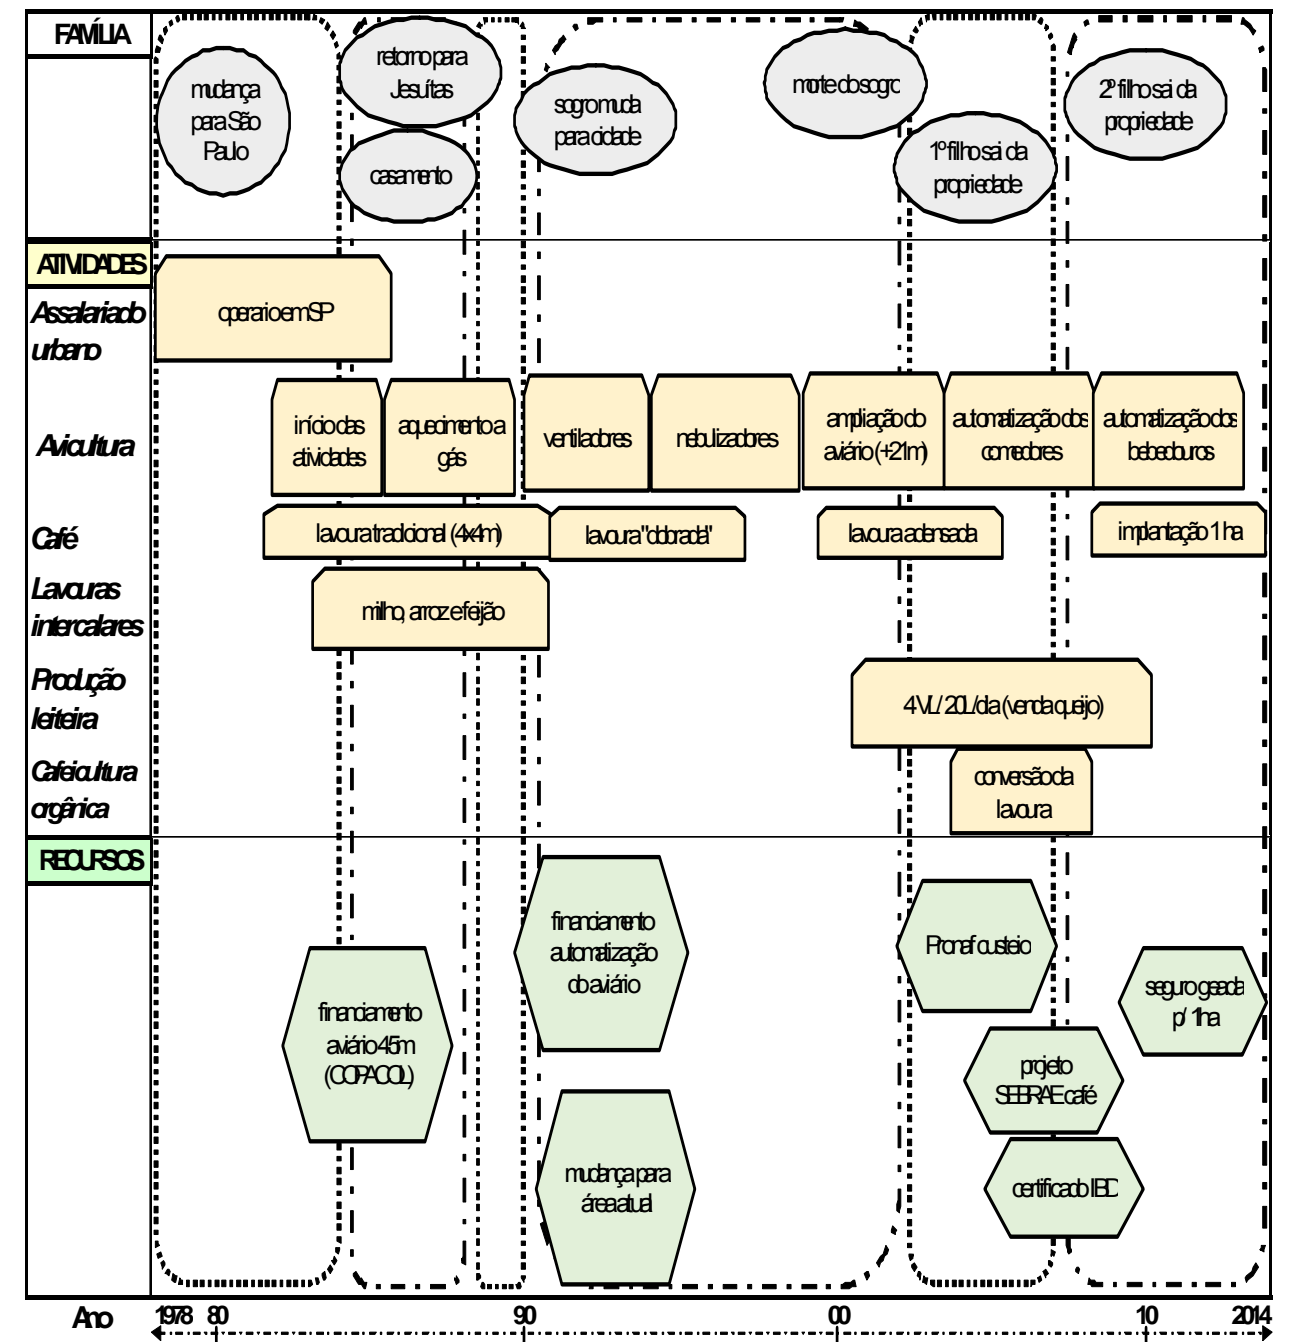 FAMÍLIA
mudança
para São
Paulo
retorno para
Jesuítas
casamento
sogro muda
para cidade
morte do sogro
1º filho sai da
propriedade
2º filho sai da
propriedade
ATIVIDADES
Assalariado
urbano
operario em SP
Avicultura
início das
atividades
aquecimento a
gás
ventiladores
nebulizadores
ampliação do
aviário (+21m)
automatização dos
comedores
automatização dos
bebedouros
Café
lavoura tradicional (4x4m)
lavoura "dobrada"
lavoura adensada
implantação 1 ha
Lavouras
intercalares
milho, arroz e feijão
Produção
leiteira
4 VL / 20L/dia (venda queijo)
Cafeicultura
orgânica
conversão da
lavoura
RECURSOS
financiamento
aviário 45m
(COPACOL)
financiamento
automatização
do aviário
mudança para
área atual
Pronaf custeio
projeto
SEBRAE café
certificado IBD
seguro geada
p/ 1ha
Ano 1978 80 90 00 10 2014